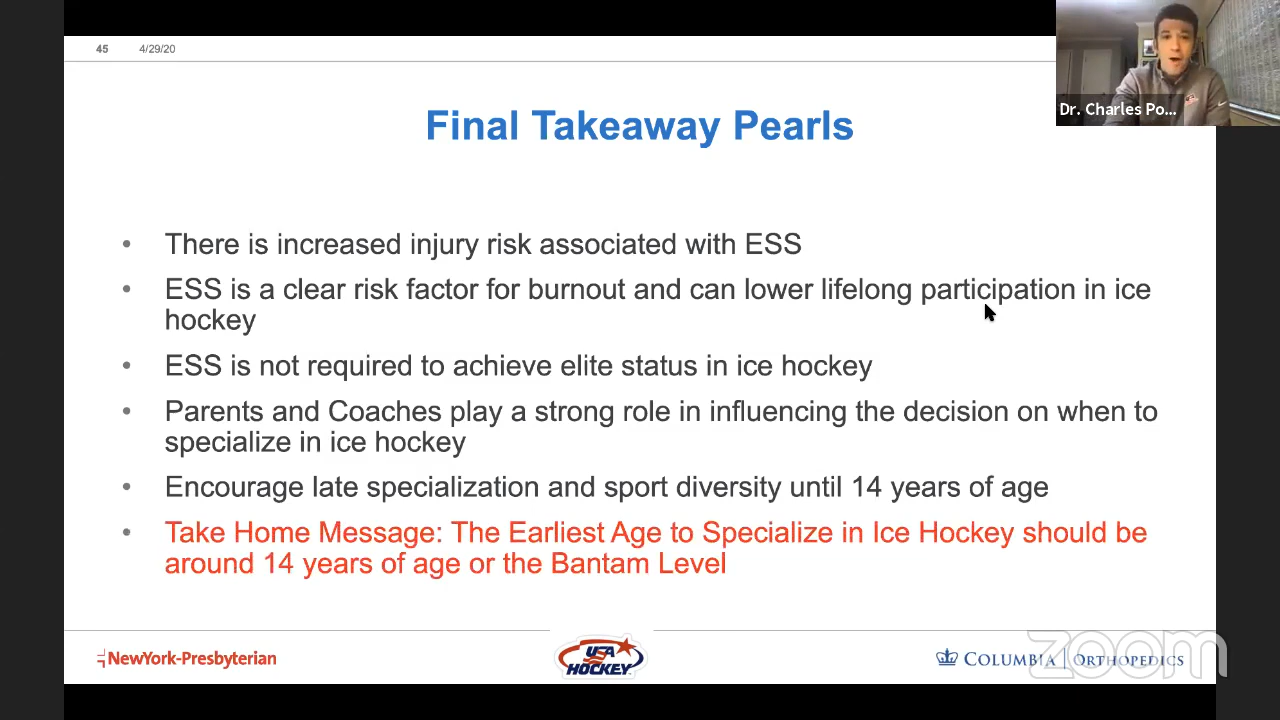 45 4/29/20
Dr. Charles Po...
Final Takeaway Pearls
• There is increased injury risk associated with ESS
• ESS is a clear risk factor for burnout and can lower lifelong participation in ice
hockey
• ESS is not required to achieve elite status in ice hockey
• Parents and Coaches play a strong role in influencing the decision on when to
specialize in ice hockey
• Encourage late specialization and sport diversity until 14 years of age
• Take Home Message: The Earliest Age to Specialize in Ice Hockey should be
around 14 years of age or the Bantam Level
NewYork-Presbyterian
USA
HOCKEY
COLUMBIA | ORTHOPEDICS
zoom